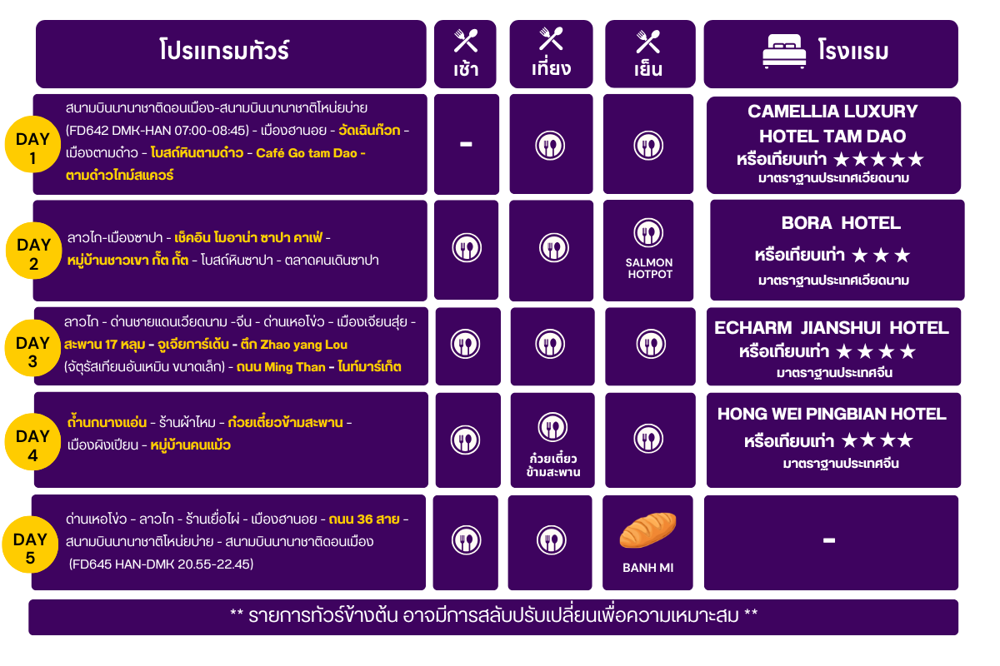 โปรแกรมทัวร์
เช้า
เที่ยง
เย็น
โรงแรม
DAY
1
สนามบินนานาชาติดอนเมือง-สนามบินนานาชาติโหน่ยบ่าย
(FD642 DMK-HAN 07:00-08:45) - เมืองฮานอย - วัดเฉินก๊วก -
เมืองตามด๋าว - โบสถ์หินตามด๋าว - Café Go tam Dao -
ตามด๋าวไทม์สแควร์
-
CAMELLIA LUXURY
HOTEL TAM DAO
หรือเทียบเท่า ★★★★★
มาตราฐานประเทศเวียดนาม
DAY
2
ลาวไก-เมืองซาปา - เช็คอิน โมอาน่า ซาปา คาเฟ่ -
หมู่บ้านชาวเขา กั๊ต กั๊ต - โบสถ์หินซาปา - ตลาดคนเดินซาปา
SALMON
HOTPOT
BORA HOTEL
หรือเทียบเท่า ★ ★ ★
มาตราฐานประเทศเวียดนาม
DAY
3
ลาวไก - ด่านชายแดนเวียดนาม -จีน - ด่านเหอโข่ว - เมืองเจียนสุ่ย -
สะพาน 17 หลุม - จูเจียการ์เด้น - ตึก Zhao yang Lou
(จัตุรัสเทียนอันเหมิน ขนาดเล็ก) - ถนน Ming Than - ไนท์มาร์เก็ต
ECHARM JIANSHUI HOTEL
หรือเทียบเท่า ★ ★ ★ ★
มาตราฐานประเทศจีน
DAY
4
ถ้ำนกนางแอ่น - ร้านผ้าไหม - ก๋วยเตี๋ยวข้ามสะพาน -
เมืองผิงเปียน - หมู่บ้านคนแม้ว
ก๋วยเตี๋ยว
ข้ามสะพาน
HONG WEI PINGBIAN HOTEL
หรือเทียบเท่า ★★★★
มาตราฐานประเทศจีน
DAY
5
ด่านเหอโข่ว - ลาวไก - ร้านเยื่อไผ่ - เมืองฮานอย - ถนน 36 สาย -
สนามบินนานาชาติโหน่ยบ่าย - สนามบินนานาชาติดอนเมือง
(FD645 HAN-DMK 20.55-22.45)
BANH MI
-
** รายการทัวร์ข้างต้น อาจมีการสลับปรับเปลี่ยนเพื่อความเหมาะสม **